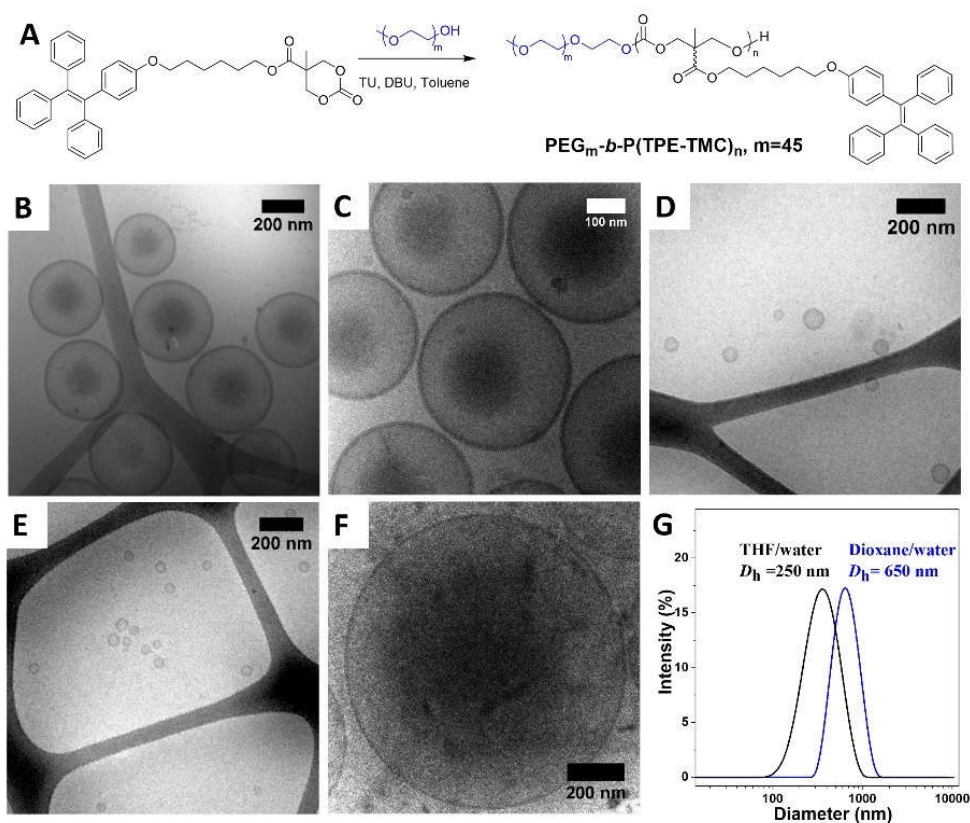 A
O
OH
m
TU, DBU, Toluene
O
O
O
O
O
O
O
O
m
O
O
O
O
H
n
O
O
O
PEGm-b-P(TPE-TMC)n, m=45
B
200 nm
C
100 nm
D
200 nm
E
200 nm
F
200 nm
G
THF/water
Dh =250 nm
Dioxane/water
Dh= 650 nm
Intensity (%)
20
15
10
5
0
100
1000
10000
Diameter (nm)